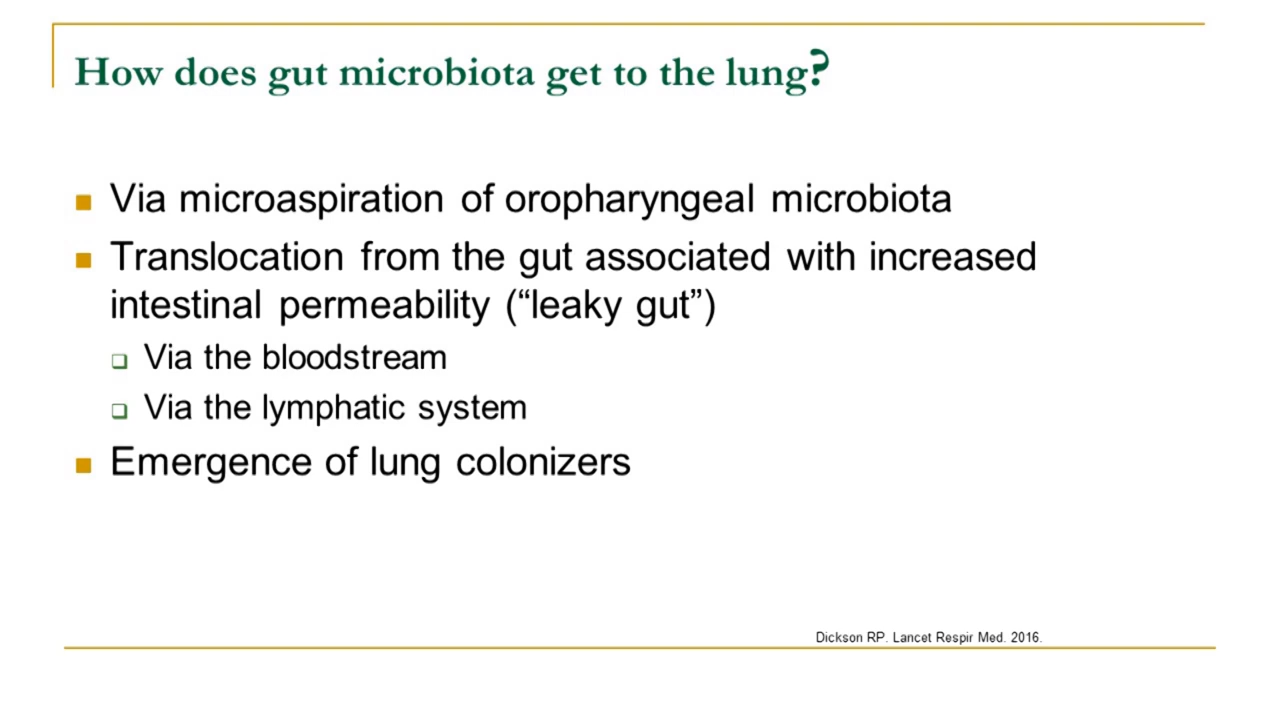 How does gut microbiota get to the lung?
Via microaspiration of oropharyngeal microbiota
Translocation from the gut associated with increased
intestinal permeability (“leaky gut”)
Via the bloodstream
Via the lymphatic system
Emergence of lung colonizers
Dickson RP. Lancet Respir Med. 2016.